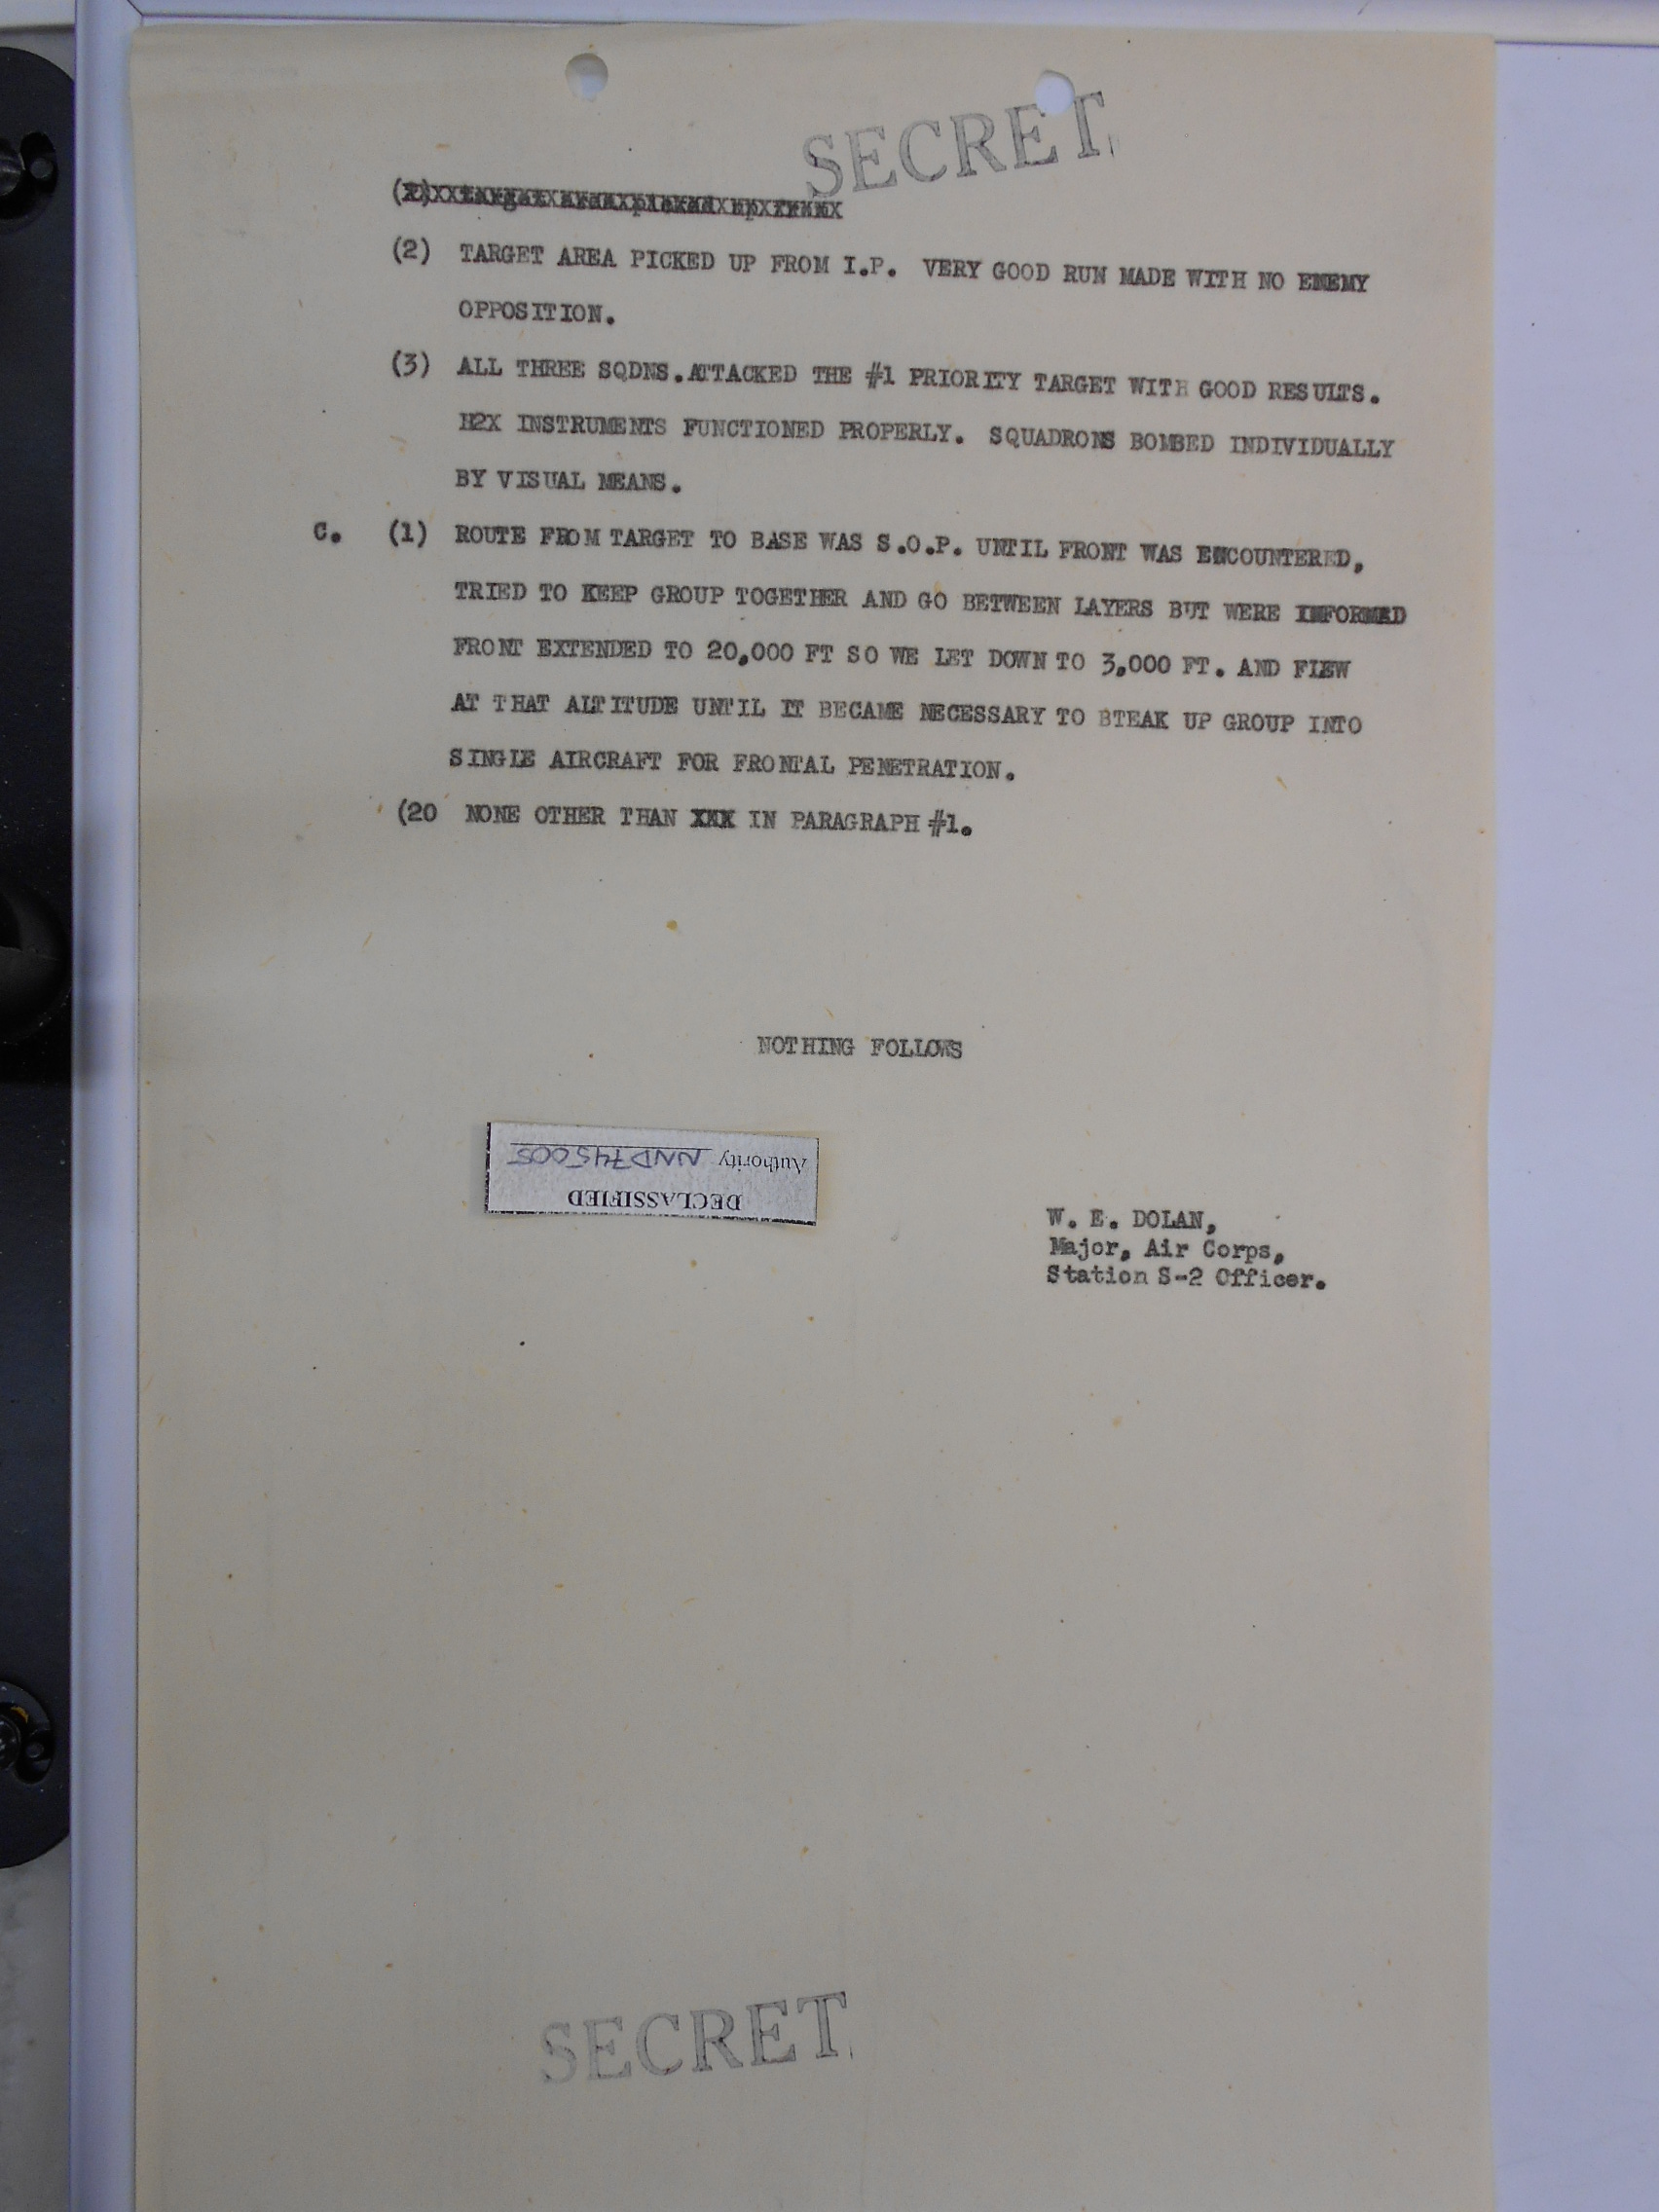 SECRET
(2) TARGET AREA PICKED UP FROM I.P. VERY GOOD RUN MADE WITH NO ENEMY
OPPOSITION.
(3) ALL THREE SQDNS.ATTACKED THE #1 PRIORITY TARGET WITH GOOD RESULTS.
H2X INSTRUMENTS FUNCTIONED PROPERLY. SQUADRONS BOMBED INDIVIDUALLY
BY VISUAL MEANS.
C. (1) ROUTE FROM TARGET TO BASE WAS S.O.P. UNTIL FRONT WAS ENCOUNTERED,
TRIED TO KEEP GROUP TOGETHER AND GO BETWEEN LAYERS BUT WERE INFORMED
FRONT EXTENDED TO 20,000 FT SO WE LET DOWN TO 3,000 FT. AND FLEW
AT THAT ALTITUDE UNTIL IT BECAME NECESSARY TO BTEAK UP GROUP INTO
SINGLE AIRCRAFT FOR FRONTAL PENETRATION.
(20 NONE OTHER THAN XXX IN PARAGRAPH #1.
NOTHING FOLLOWS
DECLASSIFIED
Authority NND745005
W. E. DOLAN,
Major, Air Corps,
Station S-2 Officer.
SECRET